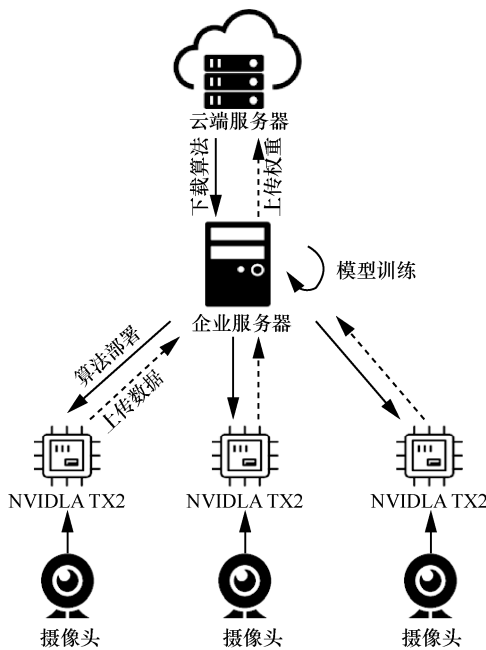 云端服务器
下载算法
上传权重
模型训练
企业服务器
算法部署
上传数据
NVIDLA TX2
NVIDLA TX2
NVIDLA TX2
摄像头
摄像头
摄像头